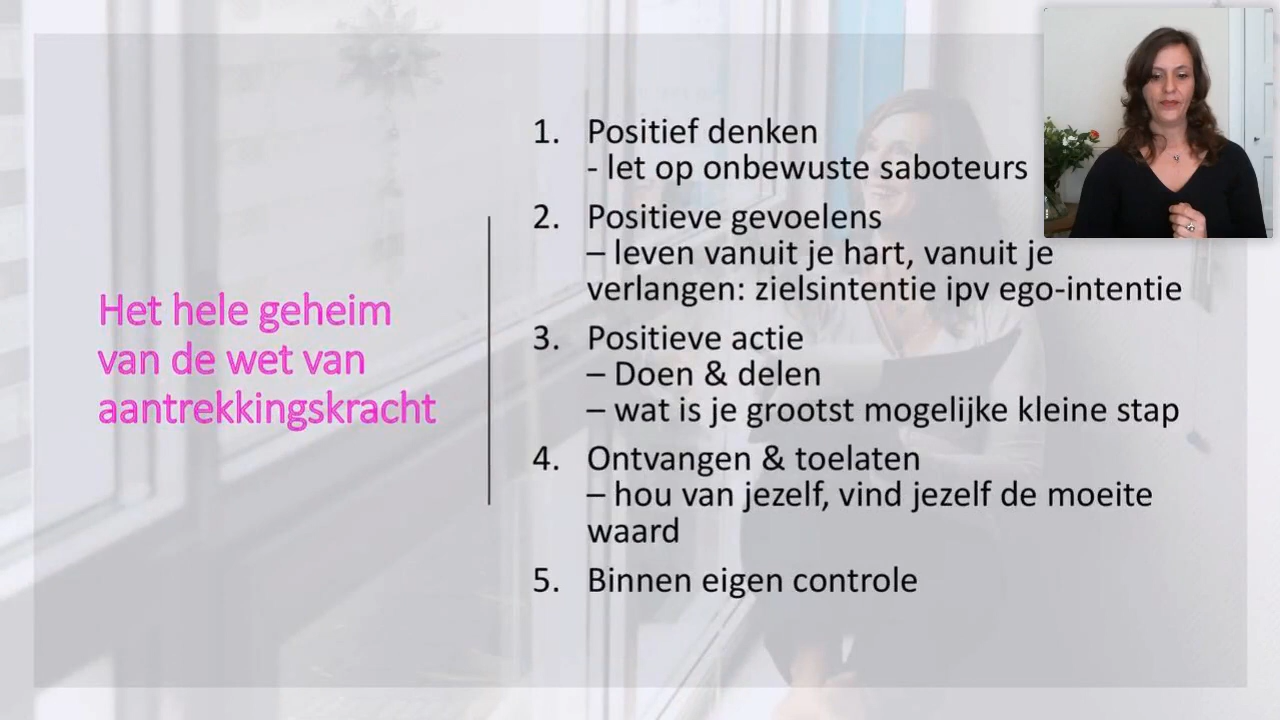 Het hele geheim
van de wet van
aantrekkingskracht
1. Positief denken
- let op onbewuste saboteurs
2. Positieve gevoelens
– leven vanuit je hart, vanuit je
verlangen: zielsintentie ipv ego-intentie
3. Positieve actie
– Doen & delen
– wat is je grootst mogelijke kleine stap
4. Ontvangen & toelaten
– hou van jezelf, vind jezelf de moeite
waard
5. Binnen eigen controle